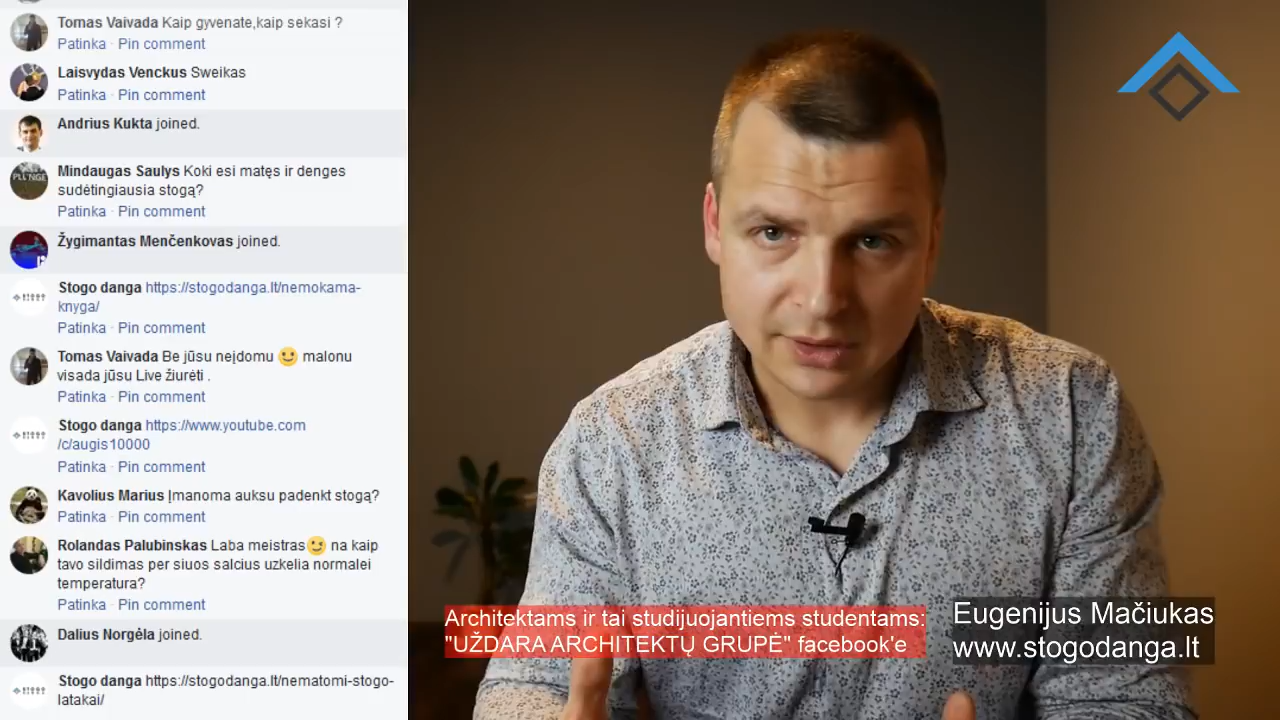 Tomas Vaivada Kaip gyvenate,kaip sekasi ?
Patinka · Pin comment
Laisvydas Venckus Sweikas
Patinka · Pin comment
Andrius Kukta joined.
Mindaugas Saulys Koki esi matęs ir denges
sudėtingiausia stogą?
Patinka · Pin comment
Žygimantas Menčenkovas joined.
Stogo danga https://stogodanga.lt/nemokama-
knyga/
Patinka · Pin comment
Tomas Vaivada Be jūsu neįdomu 😀 malonu
visada jūsu Live žiurėti .
Patinka · Pin comment
Stogo danga https://www.youtube.com
/c/augis10000
Patinka · Pin comment
Kavolius Marius Įmanoma auksu padenkt stogą?
Patinka · Pin comment
Rolandas Palubinskas Laba meistras😉 na kaip
tavo sildimas per siuos salcius uzkelia normalei
temperatura?
Patinka · Pin comment
Dalius Norgėla joined.
Stogo danga https://stogodanga.lt/nematomi-stogo-
latakai/
Architektams ir tai studijuojantiems studentams:
"UŽDARA ARCHITEKTŲ GRUPĖ" facebook'e
Eugenijus Mačiukas
www.stogodanga.lt